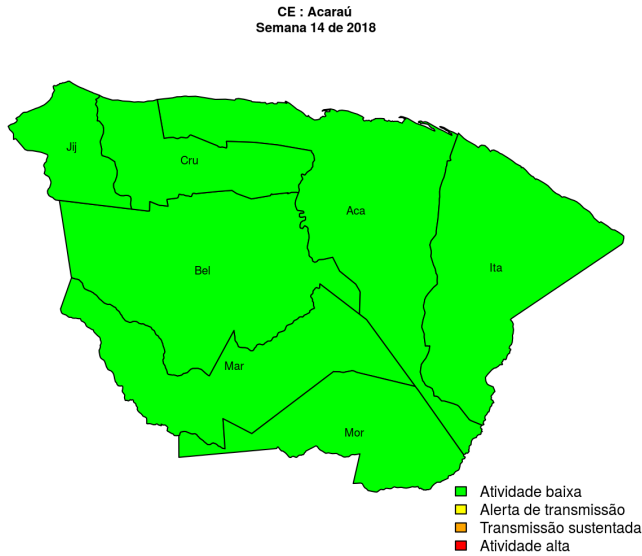 CE : Acaraú
Semana 14 de 2018
Jij
Cru
Aca
Bel
Ita
Mar
Mor
Atividade baixa
Alerta de transmissão
Transmissão sustentada
Atividade alta